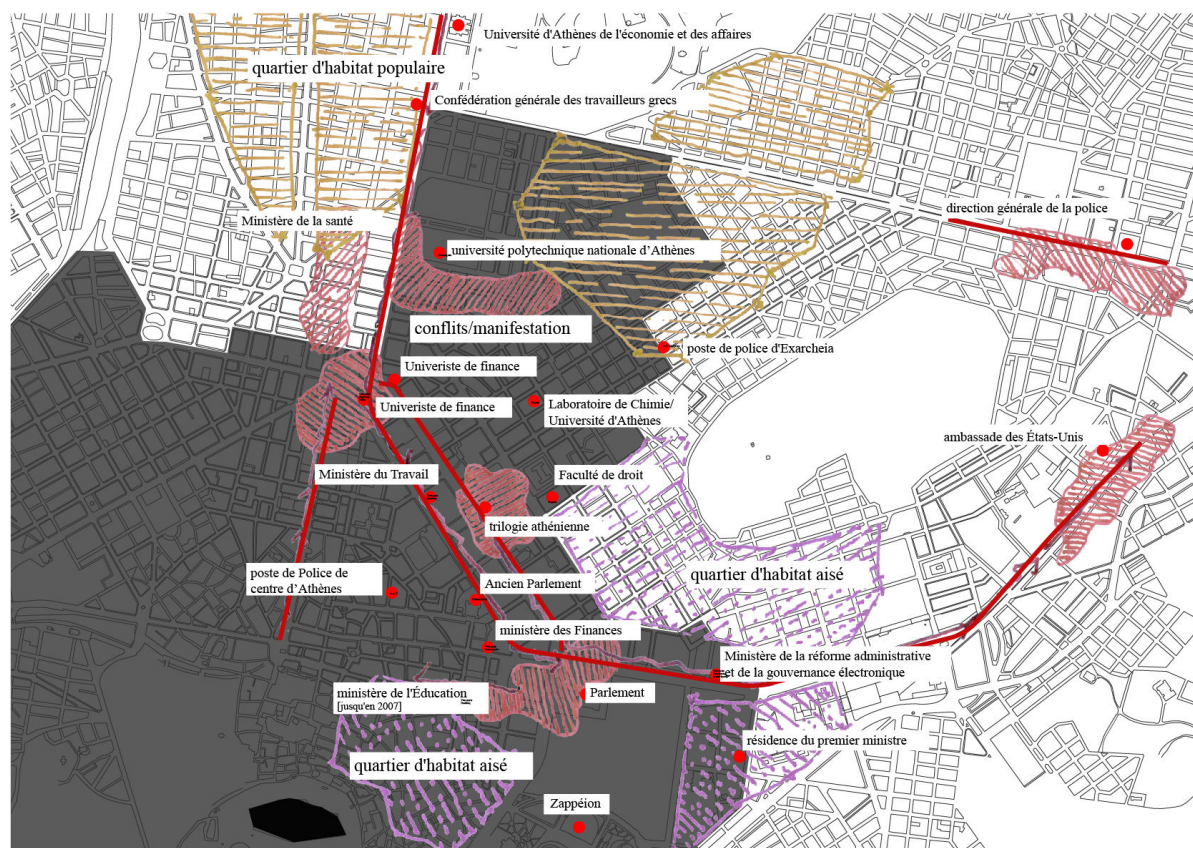 Université d'Athènes de l'économie et des affaires
quartier d'habitat populaire
Confédération générale des travailleurs grecs
direction générale de la police
Ministère de la santé
université polytechnique nationale d'Athènes
conflits/manifestation
poste de police d'Exarcheia
Univeriste de finance
Univeriste de finance
Laboratoire de Chimie/
Université d'Athènes
ambassade des États-Unis
Ministère du Travail
Faculté de droit
trilogie athénienne
poste de Police de
centre d'Athènes
Ancien Parlement
quartier d'habitat aisé
ministère des Finances
Ministère de la réforme administrative
et de la gouvernance électronique
ministère de l'Éducation
[jusqu'en 2007]
Parlement
résidence du premier ministre
quartier d'habitat aisé
Zappéion